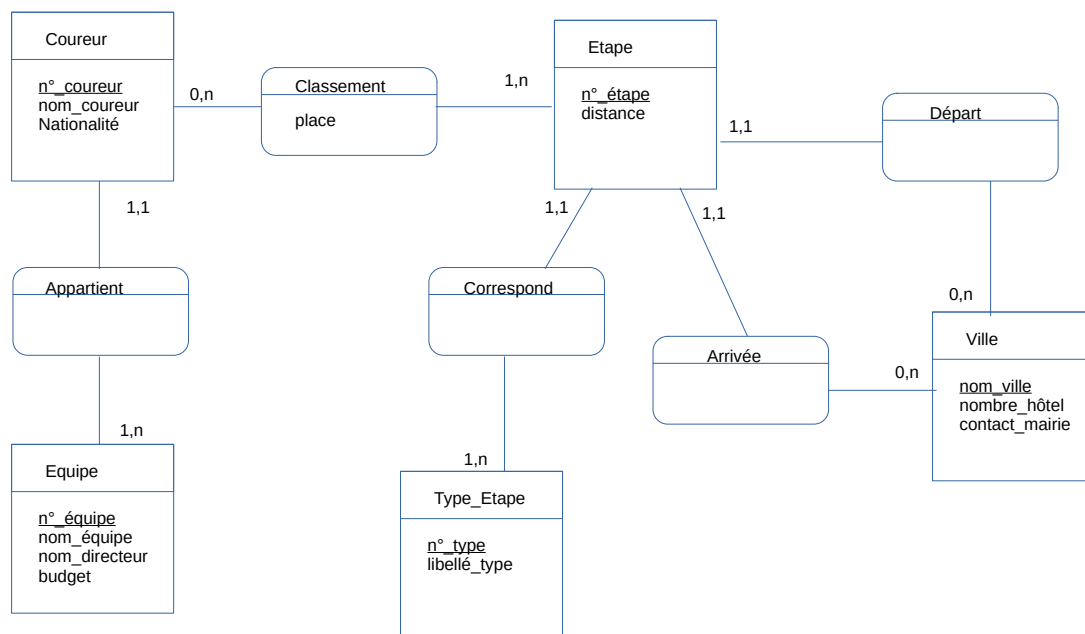 Coureur
n°_coureur
nom_coureur
Nationalité
0,n
Classement
place
1,n
Etape
n°_étape
distance
1,1
Départ
1,1
1,1
1,1
Appartient
Correspond
Arrivée
0,n
0,n
Ville
nom_ville
nombre_hôtel
contact_mairie
1,n
Equipe
n°_équipe
nom_équipe
nom_directeur
budget
1,n
Type_Etape
n°_type
libellé_type